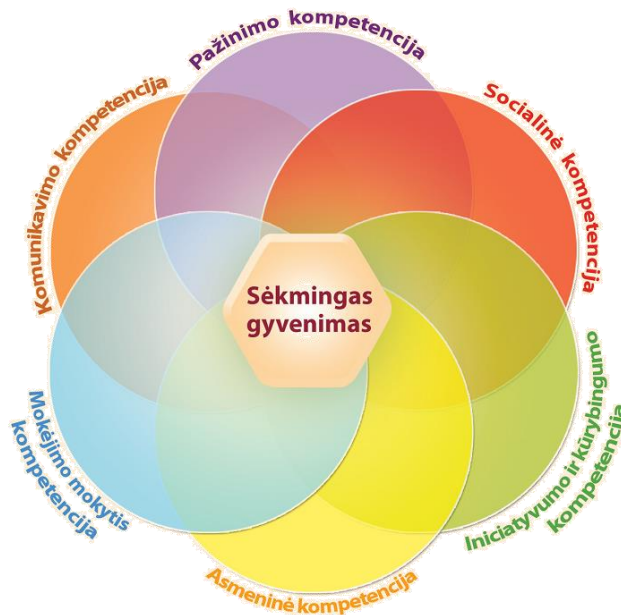 Pažinimo kompetencija
Socialinė kompetencija
Komunikavimo kompetencija
Sėkmingas
gyvenimas
Iniciatyvumo ir kūrybingumo
kompetencija
Mokėjimo mokytis
kompetencija
Asmeninė kompetencija